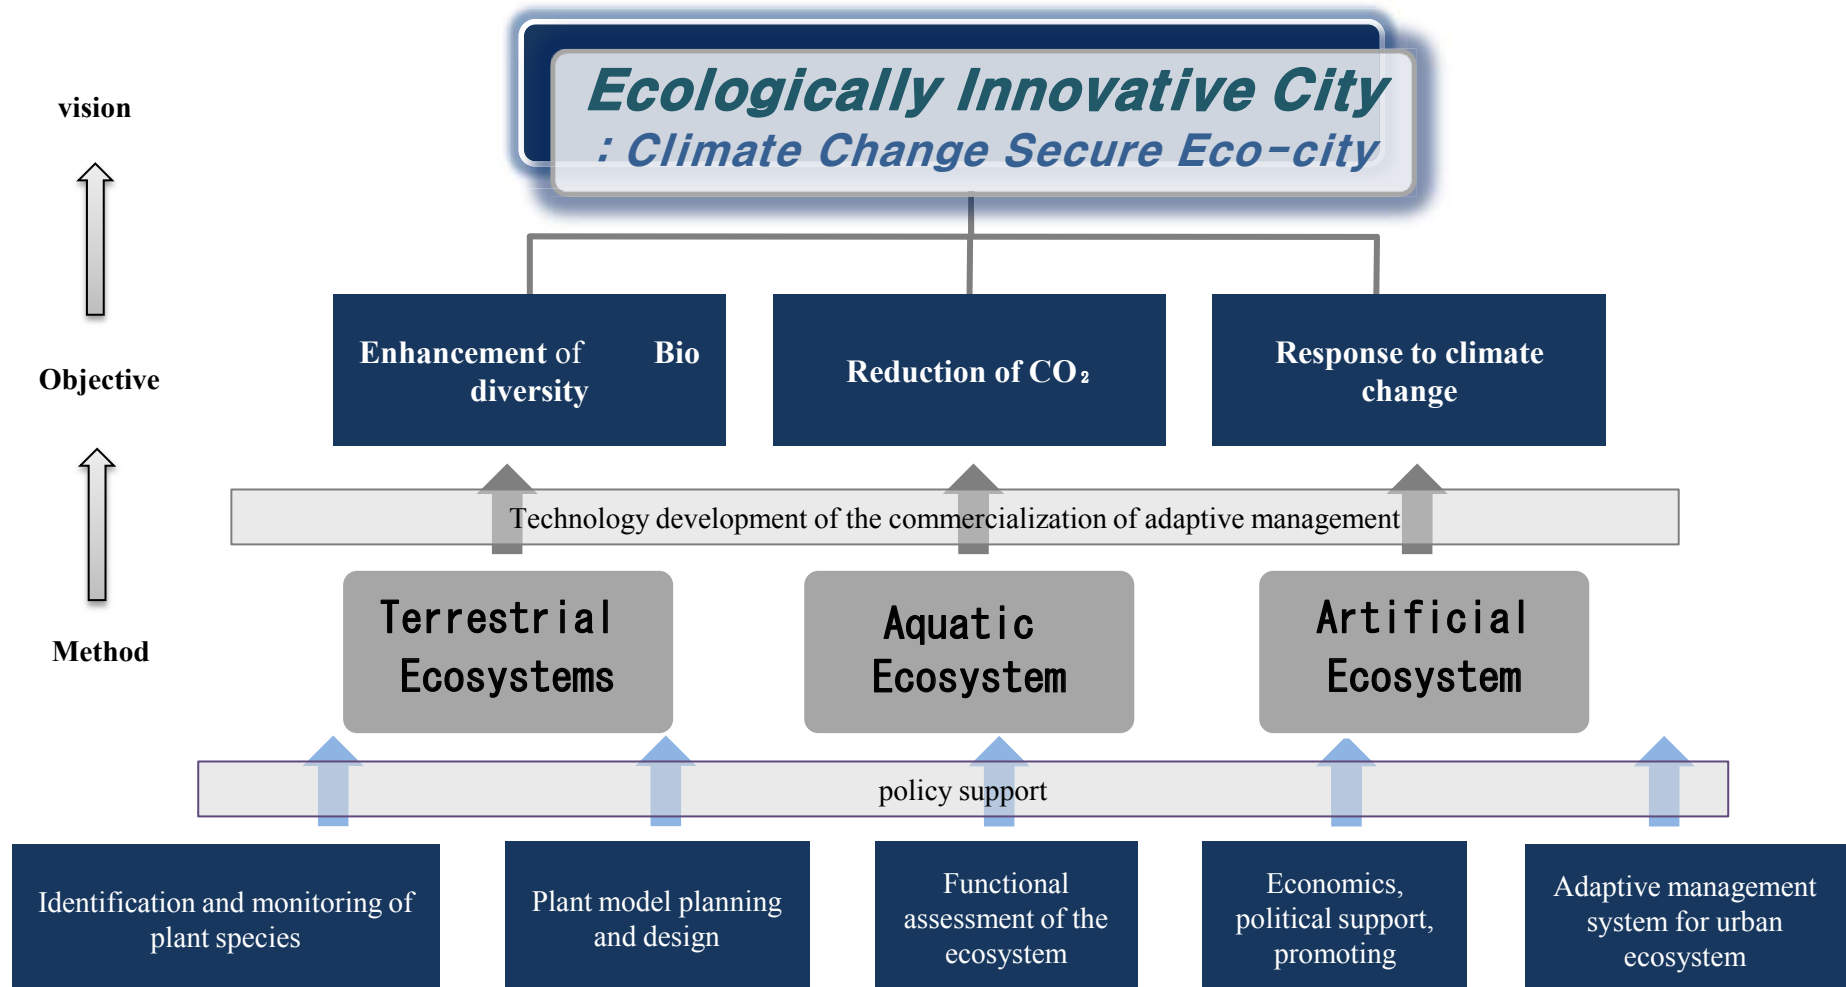 Ecologically Innovative City
: Climate Change Secure Eco-city
vision
Objective
Method
Enhancement of Bio
diversity
Reduction of CO₂
Response to climate
change
Technology development of the commercialization of adaptive management
Terrestrial
Ecosystems
Aquatic
Ecosystem
Artificial
Ecosystem
policy support
Identification and monitoring of
plant species
Plant model planning
and design
Functional
assessment of the
ecosystem
Economics,
political support,
promoting
Adaptive management
system for urban
ecosystem